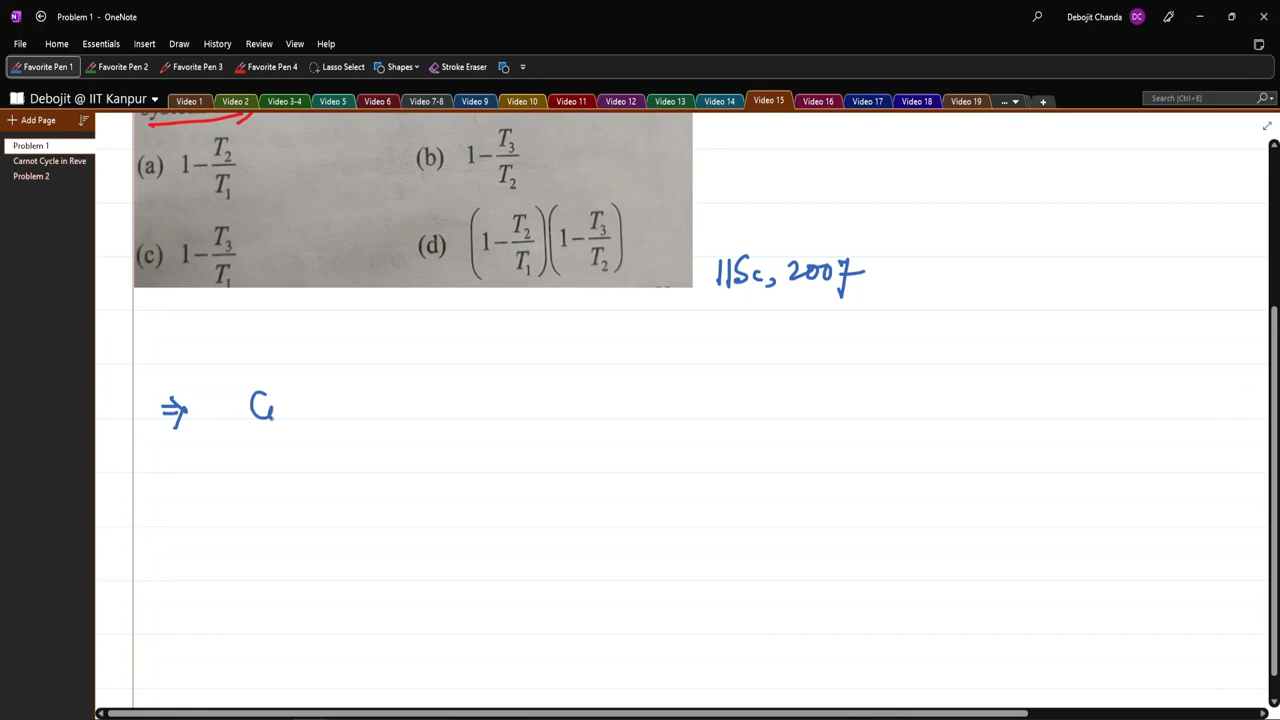 Problem 1 - OneNote
Debojit Chanda DC
File Home Essentials Insert Draw History Review View Help
Favorite Pen 1 Favorite Pen 2 Favorite Pen 3 Favorite Pen 4 Lasso Select Shapes Stroke Eraser
Debojit @ IIT Kanpur Video 1 Video 2 Video 3-4 Video 5 Video 6 Video 7-8 Video 9 Video 10 Video 11 Video 12 Video 13 Video 14 Video 15 Video 16 Video 17 Video 18 Video 19 ... + Search (Ctrl+E)
+ Add Page
Problem 1
Carnot Cycle in Reve
Problem 2
(a) 1-T₂/T₁ (b) 1-T₃/T₂
(c) 1-T₃/T₁ (d) (1-T₂/T₁)(1-T₃/T₂)
IISc, 2007
⇒